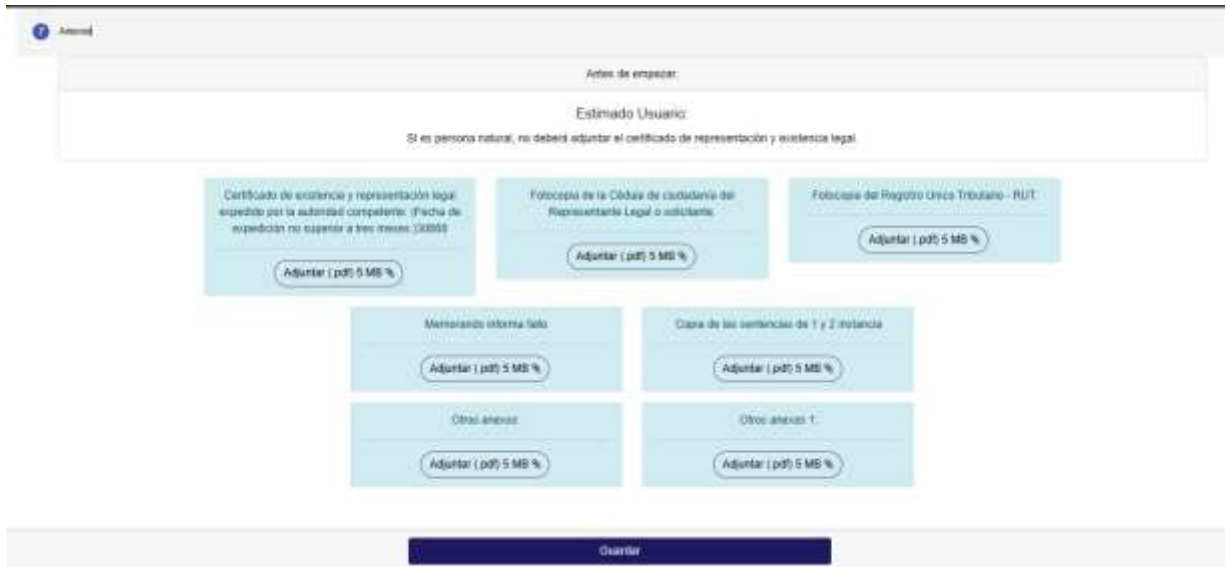 7 Anexos
Antes de empezar:
Estimado Usuario:
Si es persona natural, no deberá adjuntar el certificado de representación y existencia legal.
Certificado de existencia y representación legal
expedido por la autoridad competente. (Fecha de
expedición no superior a tres meses
Fotocopia de la Cédula de ciudadanía del
Representante Legal o solicitante.
Fotocopia del Registro Único Tributario - RUT.
Adjuntar (.pdf) 5 MB
Adjuntar (.pdf) 5 MB
Adjuntar (.pdf) 5 MB
Memorando informa fallo
Copia de las sentencias de 1 y 2 instancia
Adjuntar (.pdf) 5 MB
Adjuntar (.pdf) 5 MB
Otros anexos:
Otros anexos 1:
Adjuntar (.pdf) 5 MB
Adjuntar (.pdf) 5 MB
Guardar